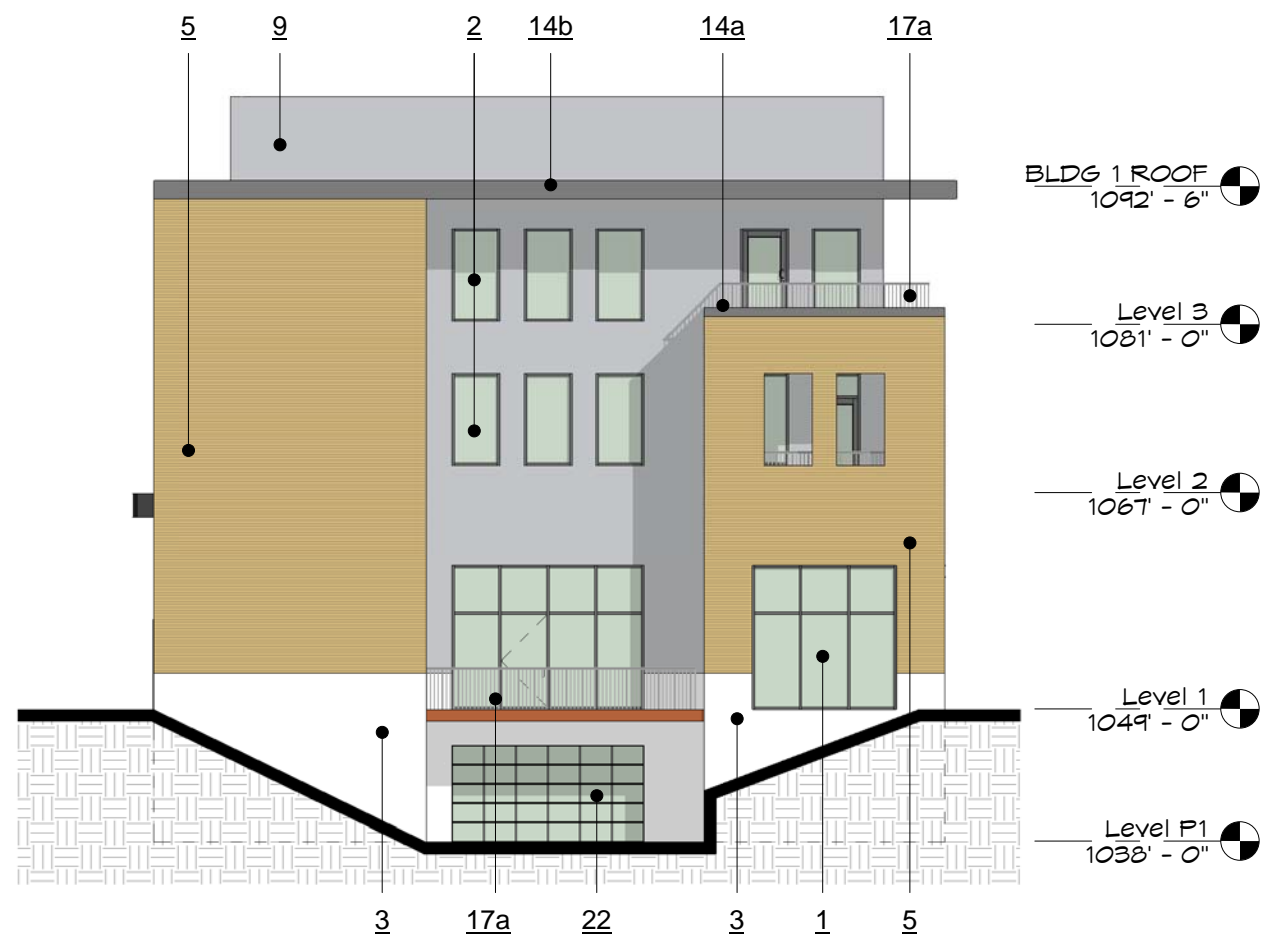 5
9
2
14b
14a
17a
BLDG 1 ROOF
1092' - 6"
Level 3
1081' - 0"
Level 2
1067' - 0"
Level 1
1049' - 0"
Level P1
1038' - 0"
3
17a
22
3
1
5